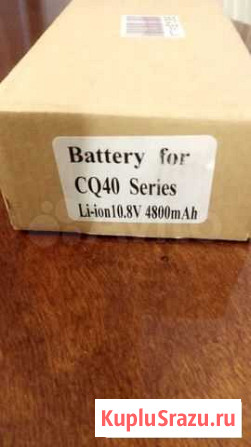 Battery for
CQ40 Series
Li-ion10.8V 4800mAh
KupluSrazu.ru